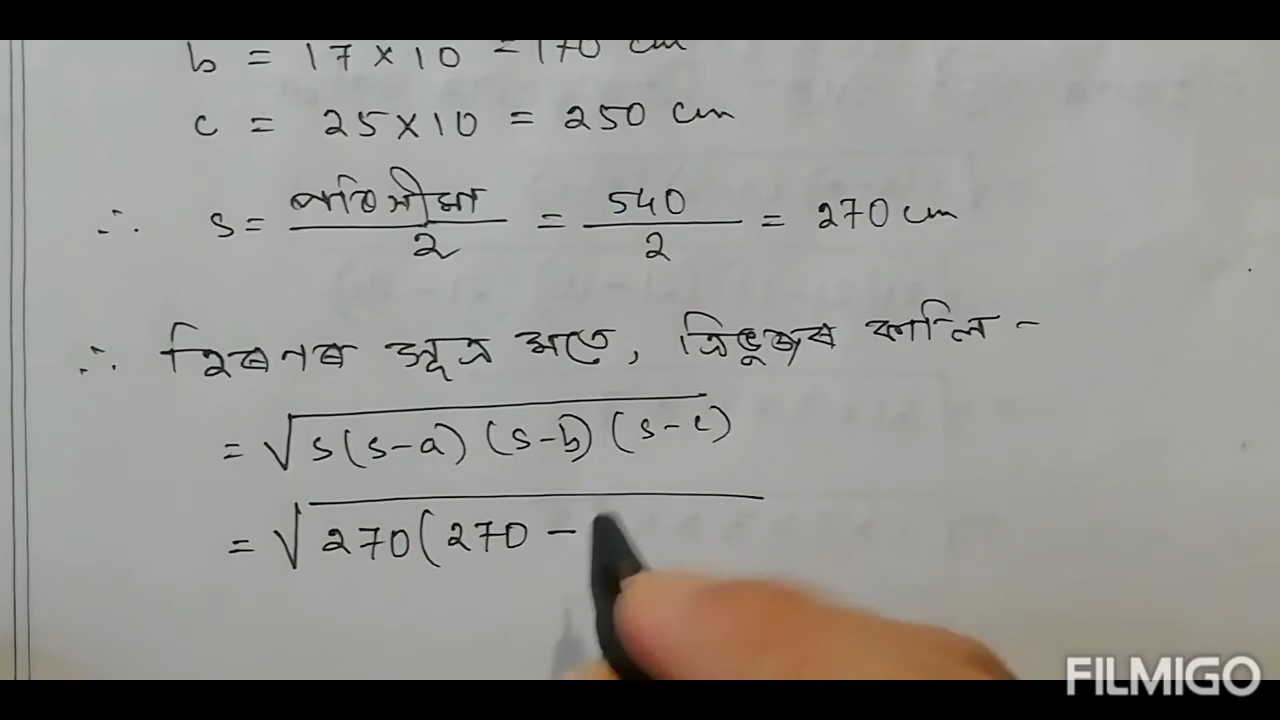 b = 17 × 10 = 170 cm
c = 25 × 10 = 250 cm
∴ s = পৰিসীমা / 2 = 540 / 2 = 270 cm
∴ হিৰণৰ সূত্ৰ মতে, ত্ৰিভূজৰ কালি -
= √s(s-a) (s-b) (s-c)
= √270(270 -
FILMIGO